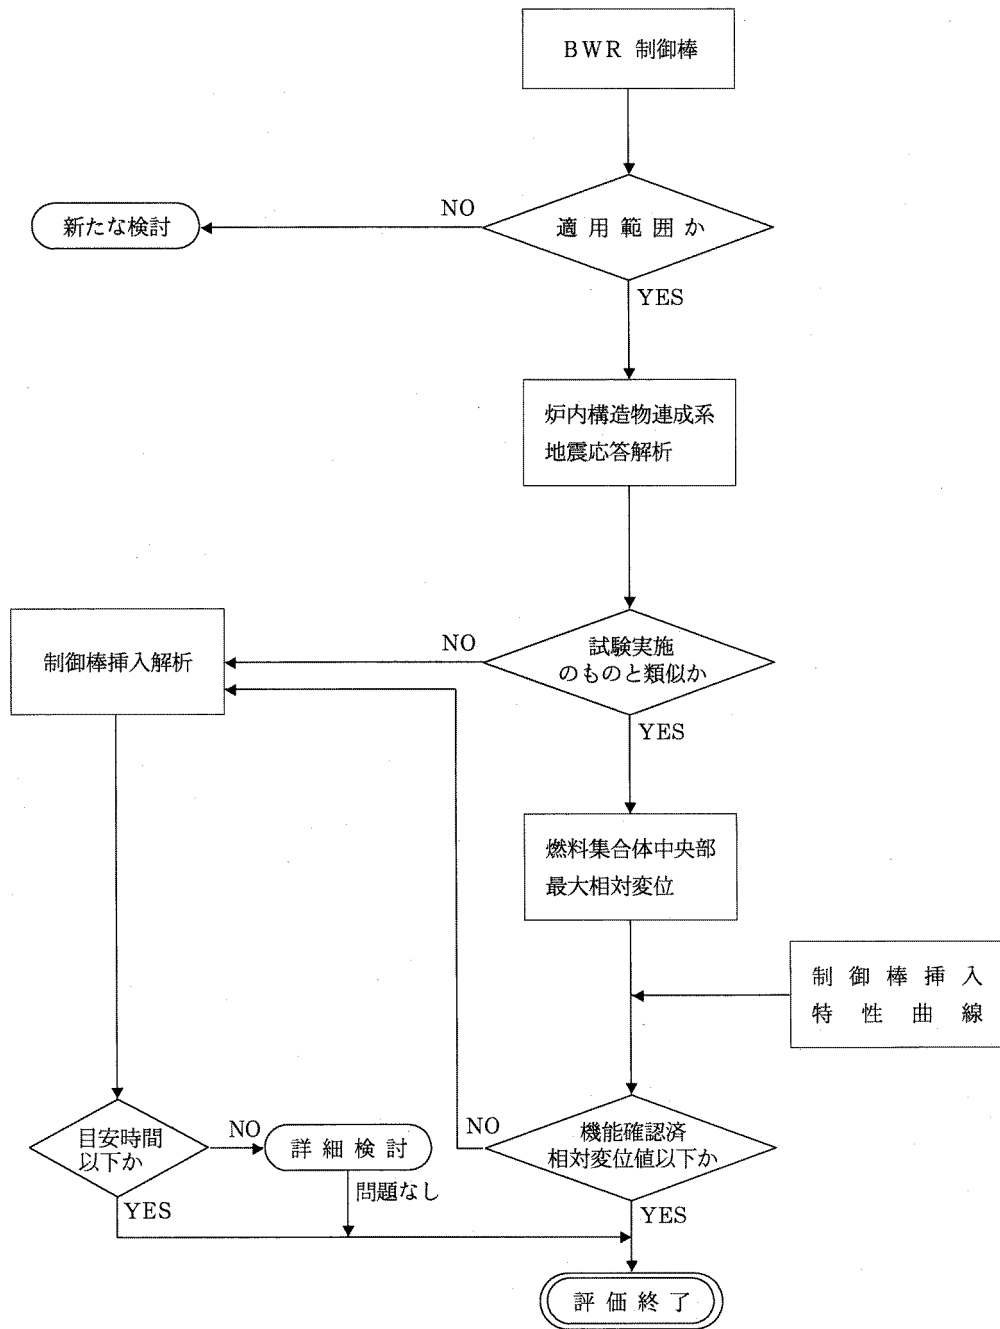 BWR 制御棒
適用範囲か
NO
新たな検討
YES
炉内構造物連成系
地震応答解析
試験実施
のものと類似か
NO
制御棒挿入解析
YES
燃料集合体中央部
最大相対変位
制御棒挿入
特性曲線
機能確認済
相対変位値以下か
NO
YES
目安時間
以下か
NO
詳細検討
問題なし
YES
評価終了